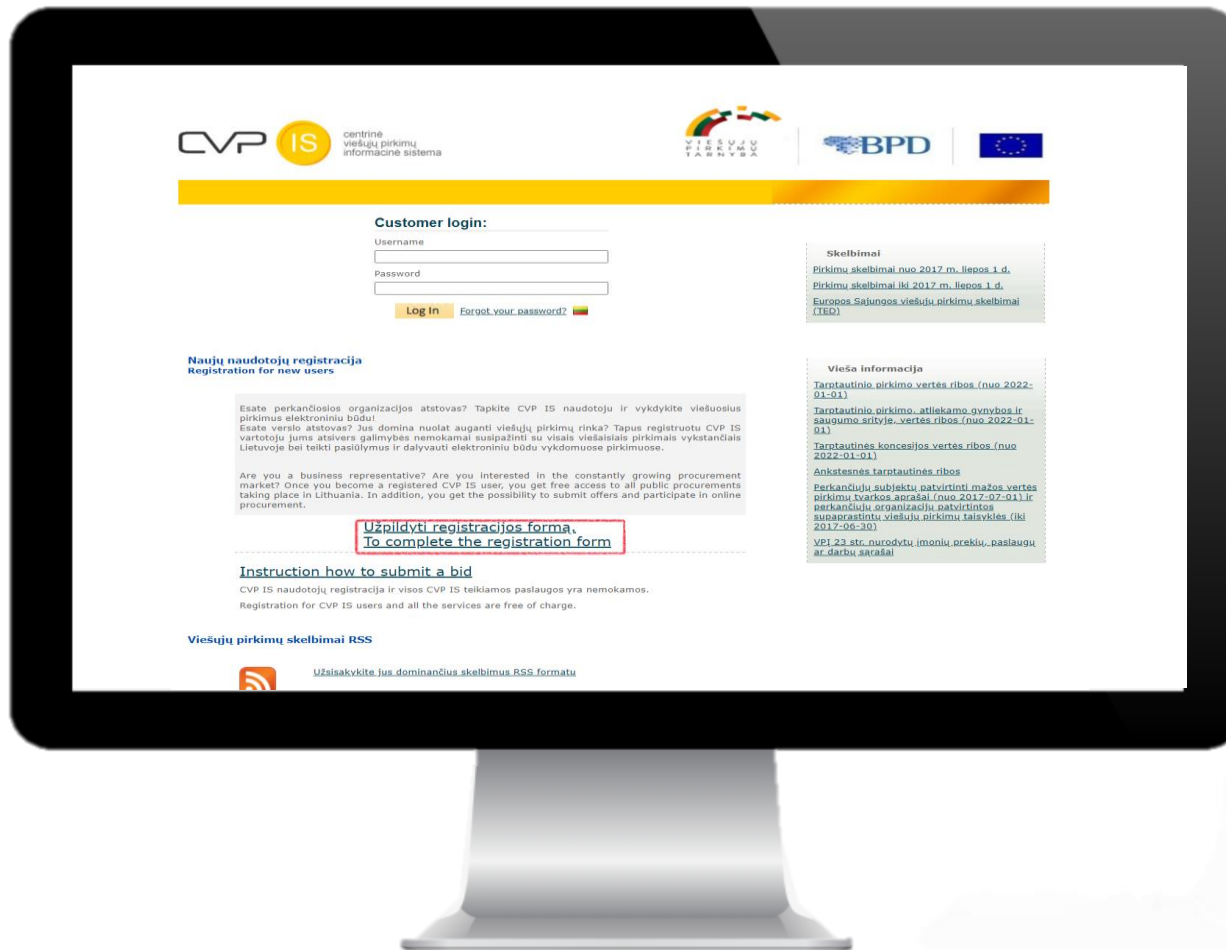 CVP IS
centrinė
viešųjų pirkimų
informacinė sistema
VIEŠŲJŲ
PIRKIMŲ
TARNYBA
BPD
Customer login:
Username
Password
Log In Forgot your password?
Naujų naudotojų registracija
Registration for new users
Esate perkančiosios organizacijos atstovas? Tapkite CVP IS naudotoju ir vykdykite viešuosius
pirkimus elektroniniu būdu!
Esate verslo atstovas? Jus domina nuolat auganti viešųjų pirkimų rinka? Tapus registruotu CVP IS
vartotoju jums atsivers galimybės nemokamai susipažinti su visais viešaisiais pirkimais vykstančiais
Lietuvoje bei teikti pasiūlymus ir dalyvauti elektroniniu būdu vykdomuose pirkimuose.
Are you a business representative? Are you interested in the constantly growing procurement
market? Once you become a registered CVP IS user, you get free access to all public procurements
taking place in Lithuania. In addition, you get the possibility to submit offers and participate in online
procurement.
Užpildyti registracijos formą.
To complete the registration form
Instruction how to submit a bid
CVP IS naudotojų registracija ir visos CVP IS teikiamos paslaugos yra nemokamos.
Registration for CVP IS users and all the services are free of charge.
Viešųjų pirkimų skelbimai RSS
Užsisakykite jus dominančius skelbimus RSS formatu
Skelbimai
Pirkimų skelbimai nuo 2017 m. liepos 1 d.
Pirkimų skelbimai iki 2017 m. liepos 1 d.
Europos Sąjungos viešųjų pirkimų skelbimai
(TED)
Vieša informacija
Tarptautinio pirkimo vertės ribos (nuo 2022-
01-01)
Tarptautinio pirkimo, atliekamo gynybos ir
saugumo srityje, vertės ribos (nuo 2022-01-
01)
Tarptautinės koncesijos vertės ribos (nuo
2022-01-01)
Ankstesnės tarptautinės ribos
Perkančiųjų subjektų patvirtinti mažos vertės
pirkimų tvarkos aprašai (nuo 2017-07-01) ir
perkančiųjų organizacijų patvirtintos
supaprastintų viešųjų pirkimų taisyklės (iki
2017-06-30)
VPĮ 23 str. nurodytų įmonių prekių, paslaugų
ar darbų sąrašai